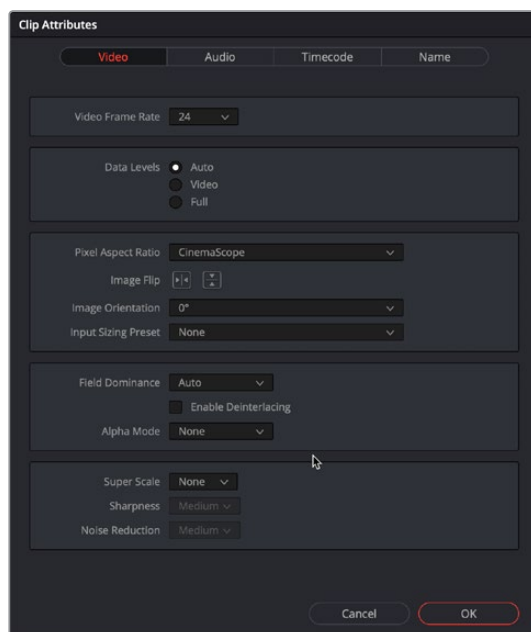 Clip Attributes
Video Audio Timecode Name
Video Frame Rate 24
Data Levels Auto
Video
Full
Pixel Aspect Ratio CinemaScope
Image Flip
Image Orientation 0°
Input Sizing Preset None
Field Dominance Auto
Enable Deinterlacing
Alpha Mode None
Super Scale None
Sharpness Medium
Noise Reduction Medium
Cancel OK